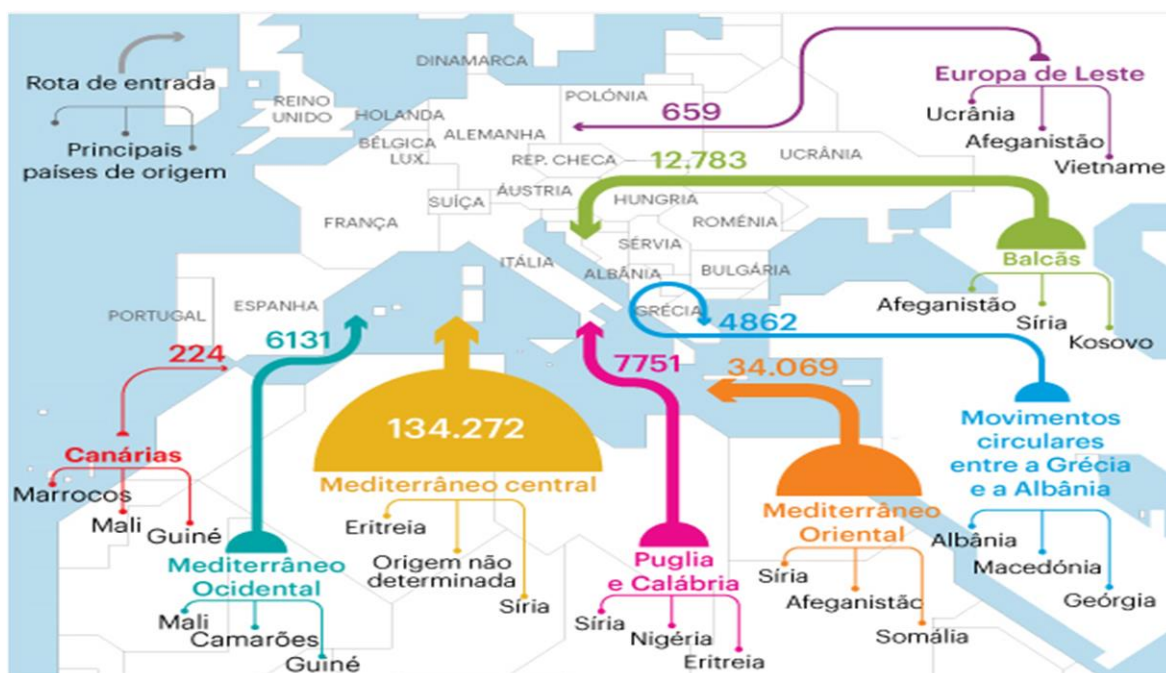 Rota de entrada
Principais
países de origem
REINO
UNIDO
DINAMARCA
HOLANDA
BÉLGICA
LUX.
ALEMANHA
POLÓNIA
REP. CHECA
UCRÂNIA
ÁUSTRIA
SUÍÇA
HUNGRIA
FRANÇA
ROMÉNIA
SÉRVIA
ITÁLIA
ALBÂNIA
BULGÁRIA
GRÉCIA
ESPANHA
PORTUGAL
659
Europa de Leste
Ucrânia
Afeganistão
Vietname
12.783
Balcãs
Afeganistão
Síria
Kosovo
4862
Movimentos
circulares
entre a Grécia
e a Albânia
Albânia
Macedónia
Geórgia
224
Canárias
Marrocos
Mali
Guiné
6131
Mediterrâneo
Ocidental
Mali
Camarões
Guiné
134.272
Mediterrâneo central
Eritreia
Origem não
determinada
Síria
7751
Puglia
e Calábria
Síria
Nigéria
Eritreia
34.069
Mediterrâneo
Oriental
Síria
Afeganistão
Somália